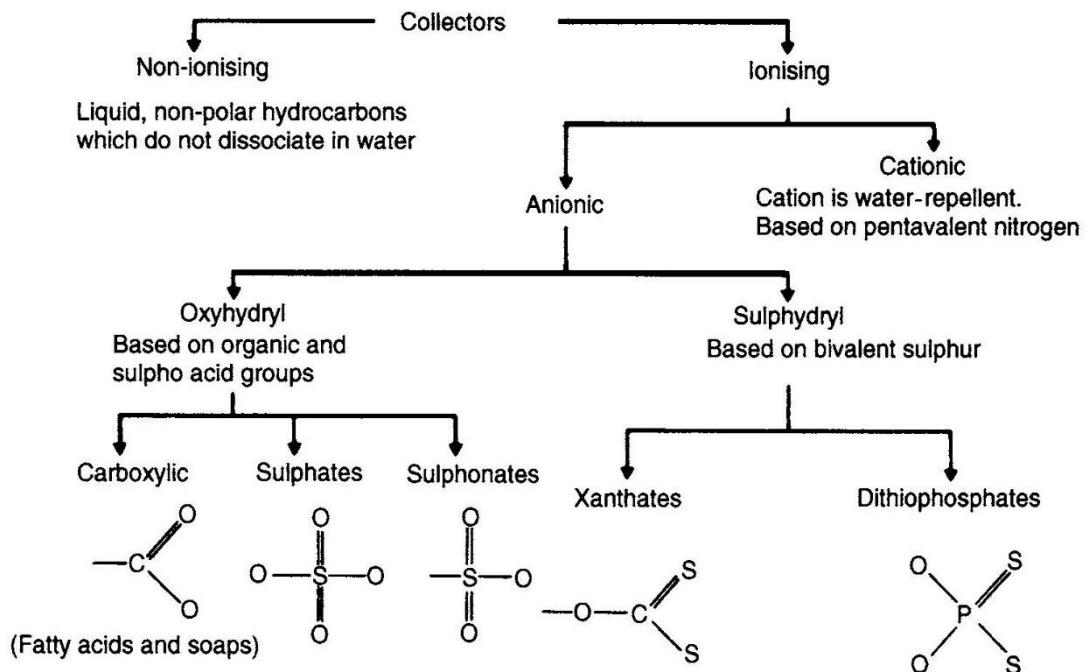 Collectors
Non-ionising
Ionising
Liquid, non-polar hydrocarbons
which do not dissociate in water
Cationic
Cation is water-repellent.
Based on pentavalent nitrogen
Anionic
Oxyhydryl
Based on organic and
sulpho acid groups
Sulphydryl
Based on bivalent sulphur
Carboxylic
Sulphates
Sulphonates
Xanthates
Dithiophosphates
O
C
O
(Fatty acids and soaps)
O
O S O
O
O
S O
O
S
O C
S
O S
P
O S